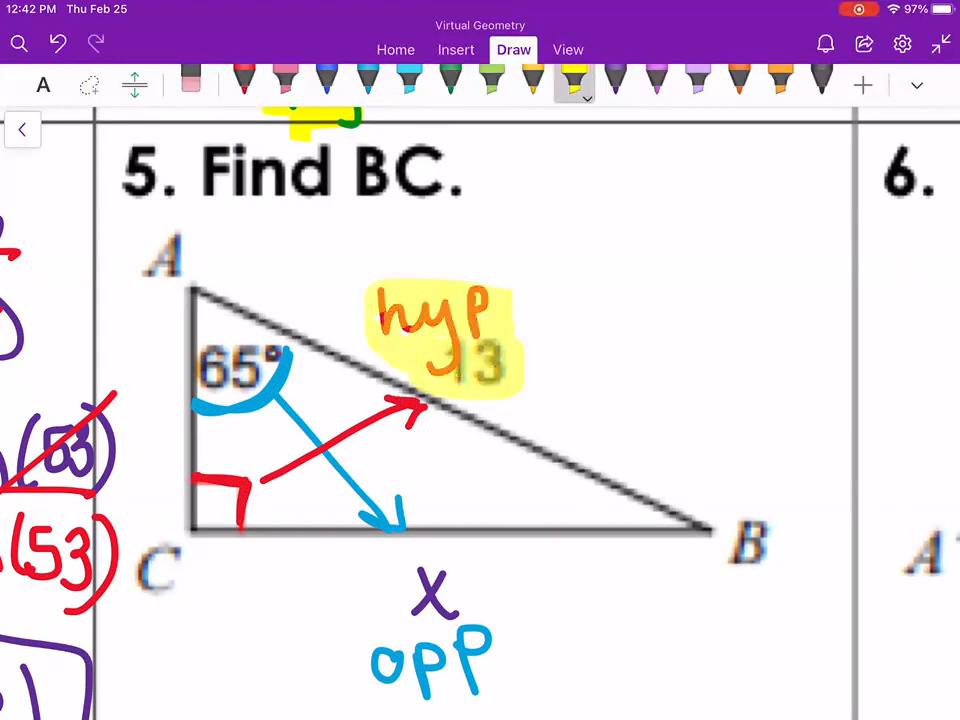 12:42 PM Thu Feb 25
97%
Virtual Geometry
Home Insert Draw View
A
5. Find BC.
6.
A
hyp
65°
13
(53)
(53)
C
B
A
x
opp